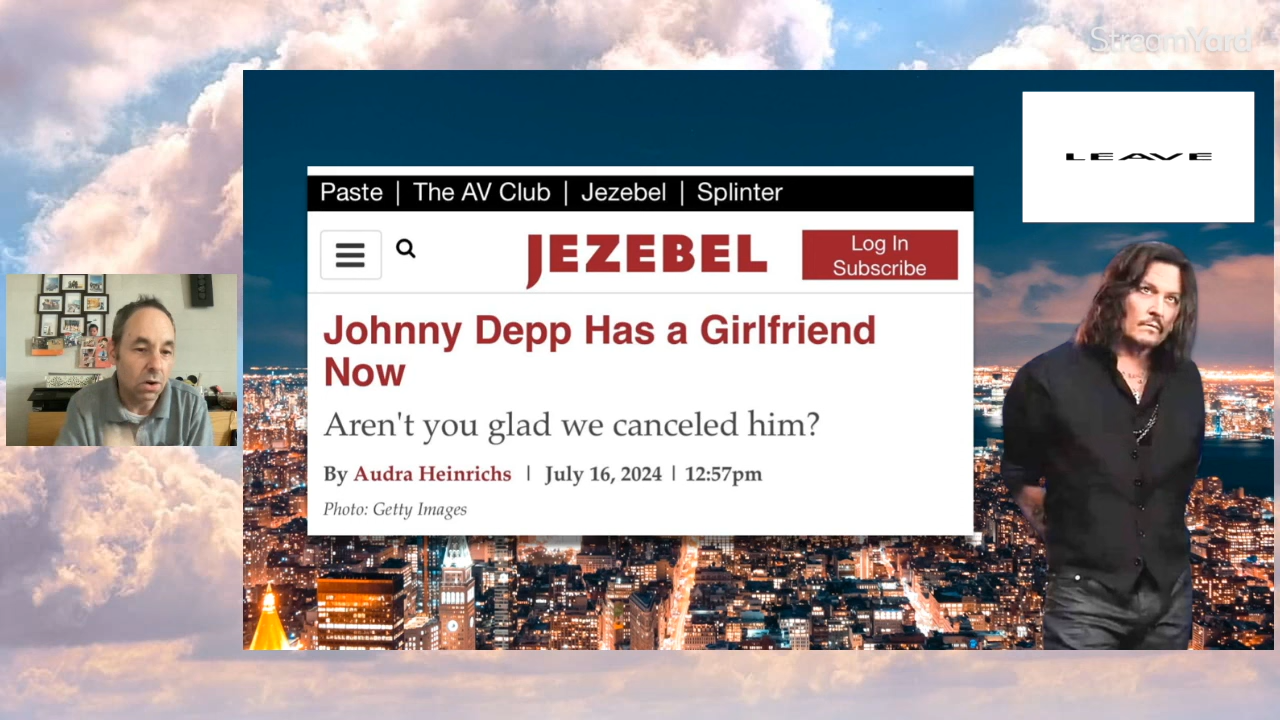 StreamYard
LEAVE
Paste | The AV Club | Jezebel | Splinter
JEZEBEL
Log In
Subscribe
Johnny Depp Has a Girlfriend
Now
Aren't you glad we canceled him?
By Audra Heinrichs | July 16, 2024 | 12:57pm
Photo: Getty Images